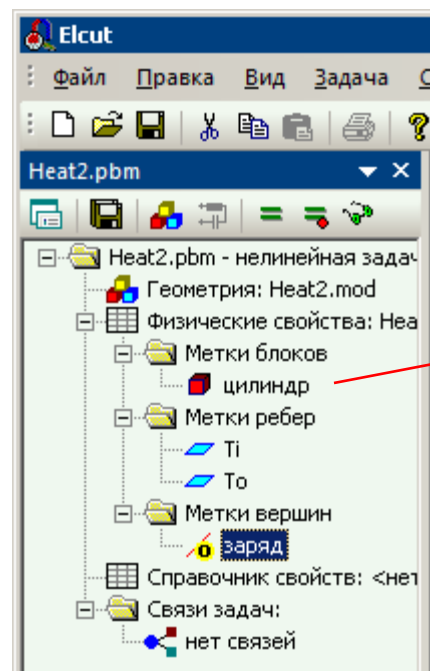 Elcut
Файл Правка Вид Задача С
Heat2.pbm
Heat2.pbm - нелинейная задач
Геометрия: Heat2.mod
Физические свойства: Hea
Метки блоков
цилиндр
Метки ребер
Ti
To
Метки вершин
заряд
Справочник свойств: <нет
Связи задач:
нет связей